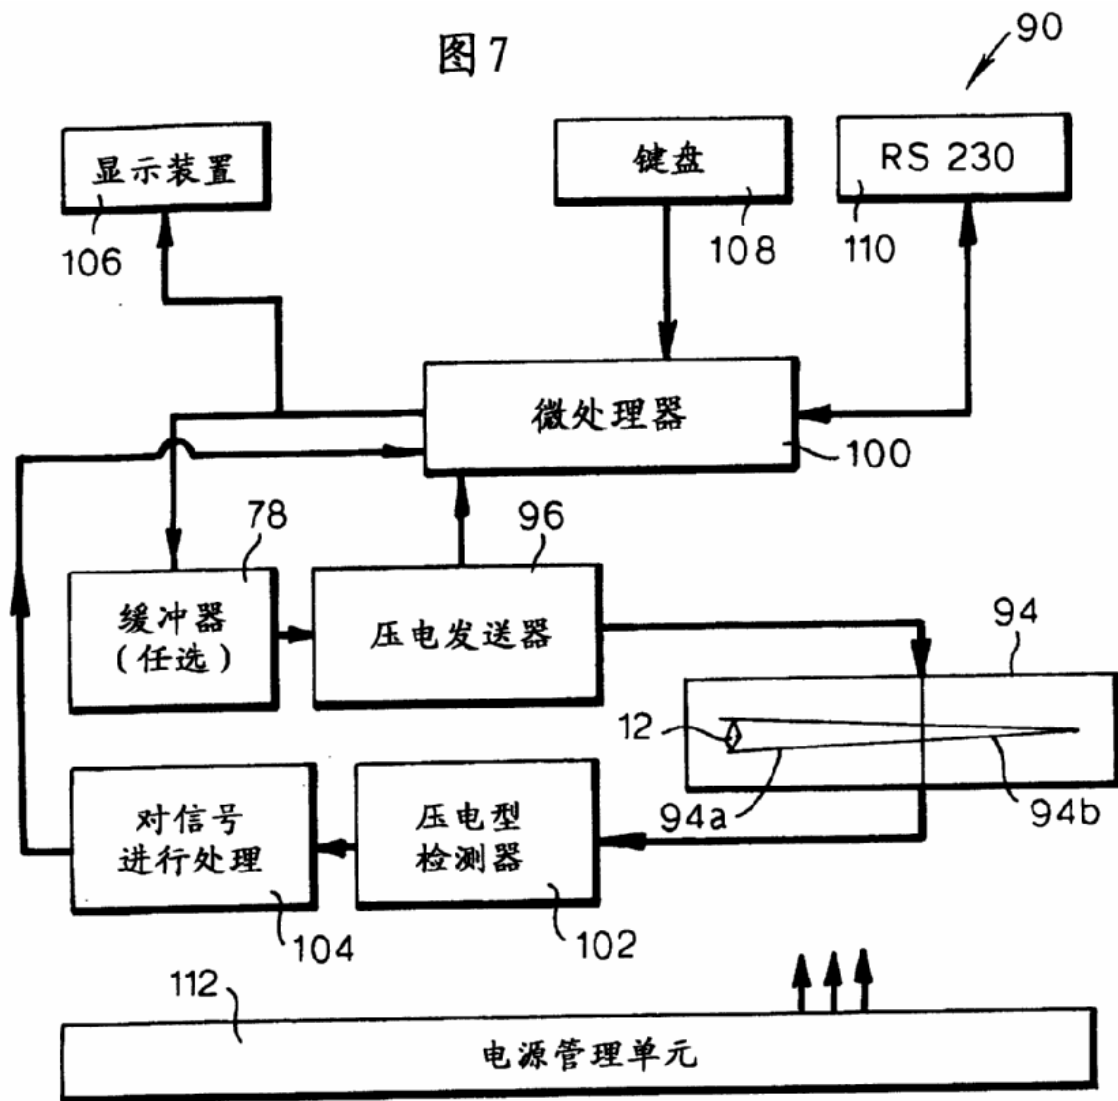 图7
90
显示装置
106
键盘
108
RS 230
110
微处理器
100
78
缓冲器
(任选)
96
压电发送器
94
12
94a
94b
对信号
进行处理
104
压电型
检测器
102
112
电源管理单元